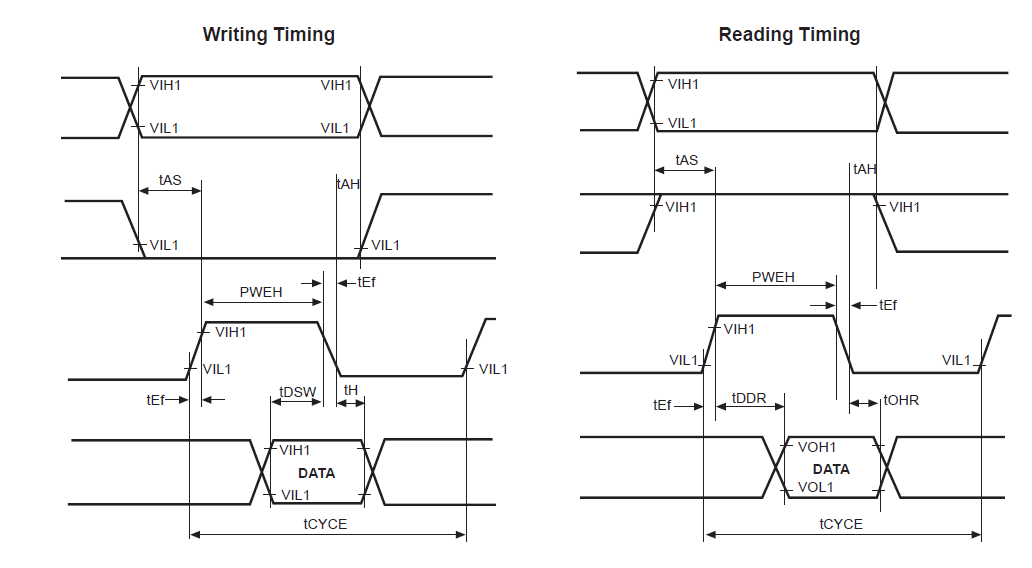 Writing Timing
VIH1 VIH1
VIL1 VIL1
tAS tAH
VIL1 VIL1
tEf
PWEH
VIH1
VIL1 VIL1
tEf tDSW tH
VIH1
DATA
VIL1
tCYCE
Reading Timing
VIH1
VIL1
tAS tAH
VIH1 VIH1
PWEH
tEf
VIH1
VIL1 VIL1
tEf tDDR tOHR
VOH1
DATA
VOL1
tCYCE